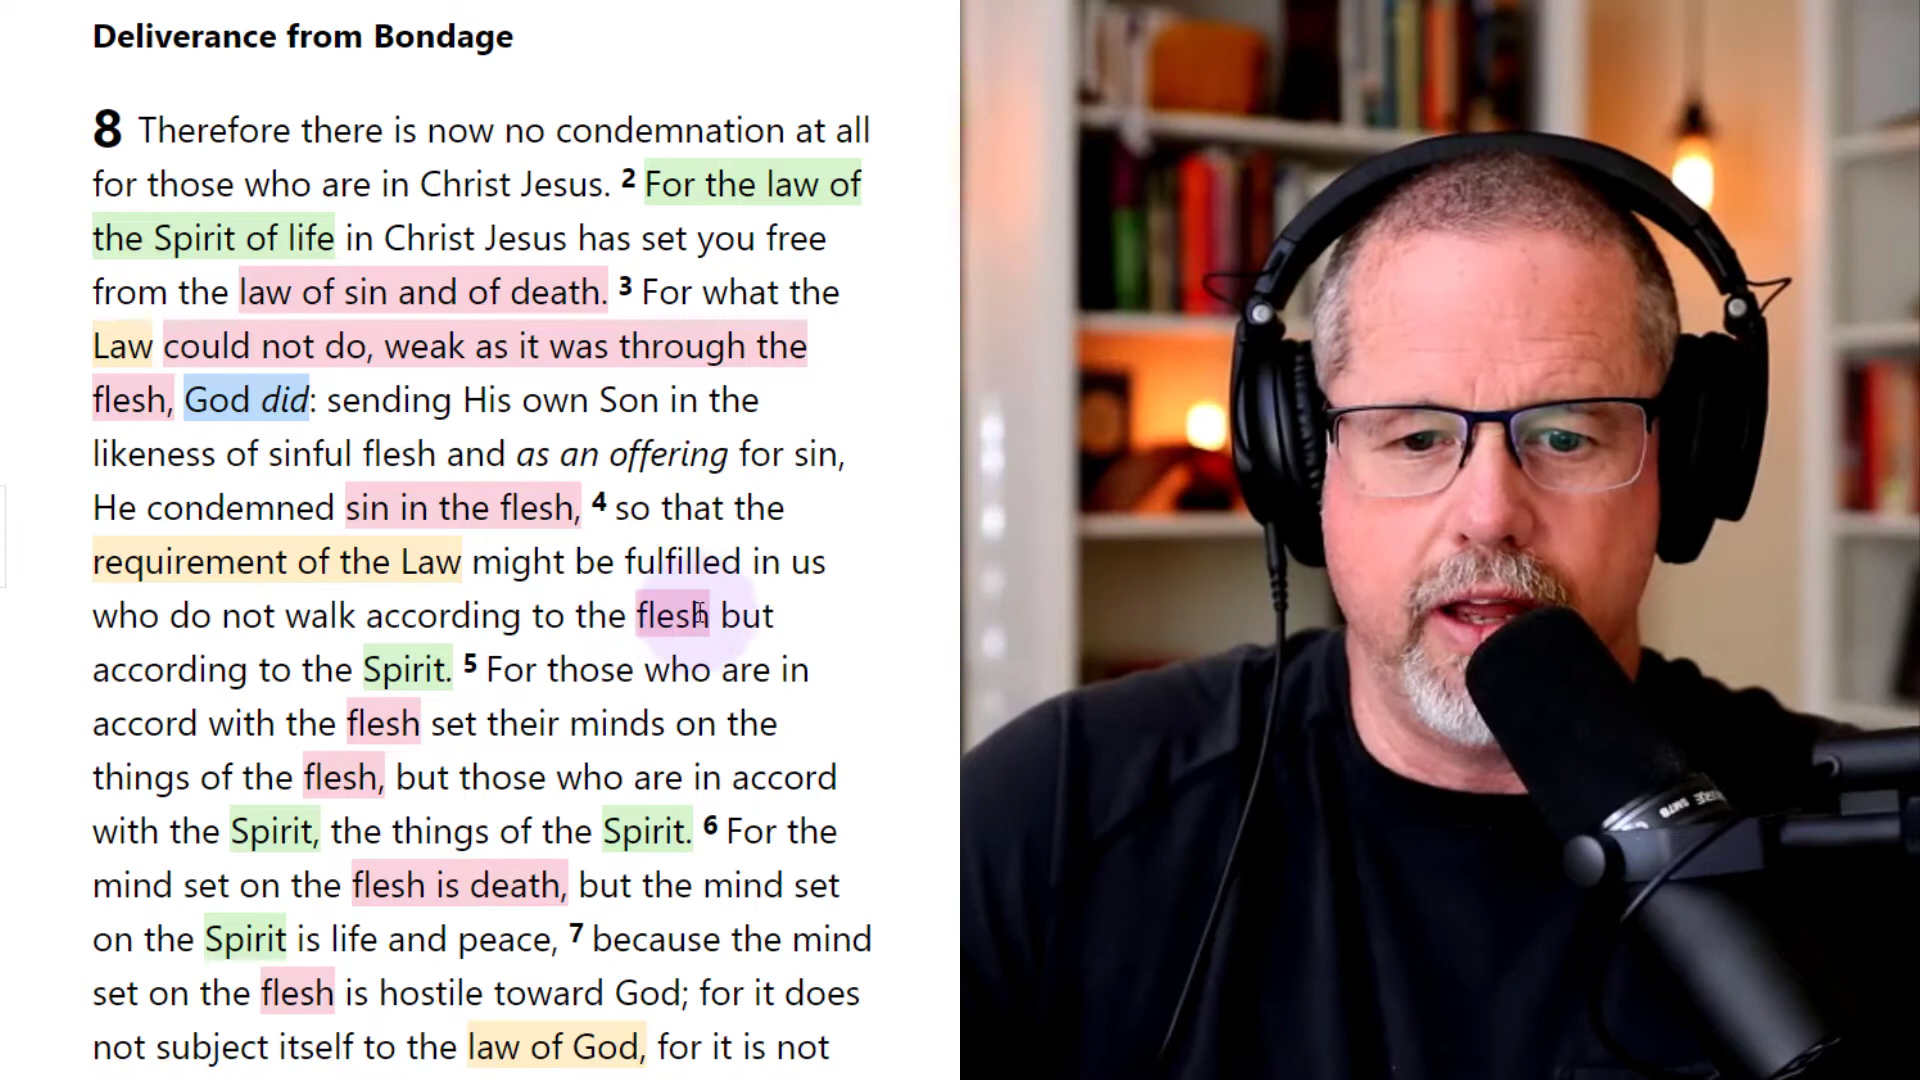 Deliverance from Bondage
8 Therefore there is now no condemnation at all
for those who are in Christ Jesus. 2 For the law of
the Spirit of life in Christ Jesus has set you free
from the law of sin and of death. 3 For what the
Law could not do, weak as it was through the
flesh, God did: sending His own Son in the
likeness of sinful flesh and as an offering for sin,
He condemned sin in the flesh, 4 so that the
requirement of the Law might be fulfilled in us
who do not walk according to the flesh but
according to the Spirit. 5 For those who are in
accord with the flesh set their minds on the
things of the flesh, but those who are in accord
with the Spirit, the things of the Spirit. 6 For the
mind set on the flesh is death, but the mind set
on the Spirit is life and peace, 7 because the mind
set on the flesh is hostile toward God; for it does
not subject itself to the law of God, for it is not
SM7B